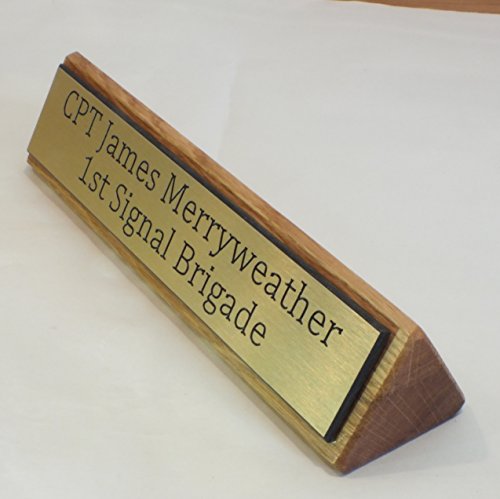 CPT James Merryweather
1st Signal Brigade